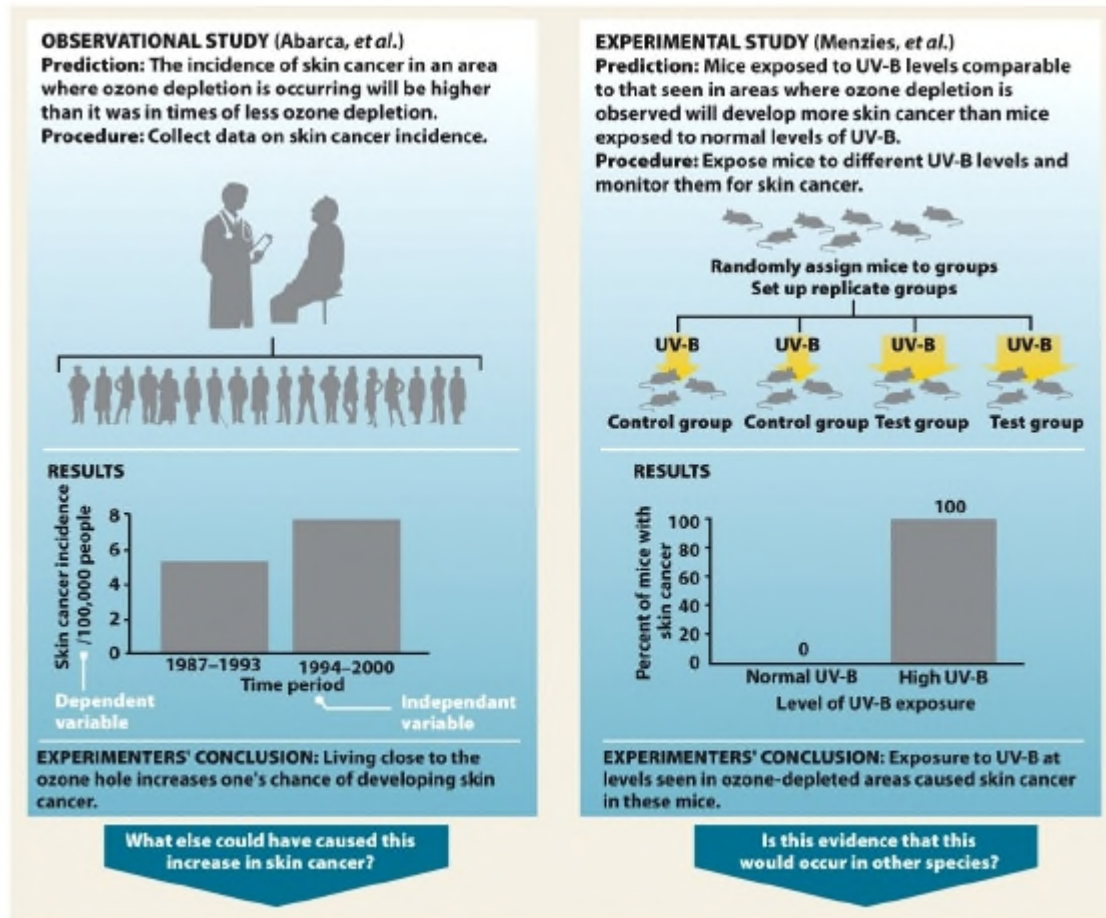 OBSERVATIONAL STUDY (Abarca, et al.)
Prediction: The incidence of skin cancer in an area
where ozone depletion is occurring will be higher
than it was in times of less ozone depletion.
Procedure: Collect data on skin cancer incidence.
RESULTS
Skin cancer incidence
/100,000 people
8
6
4
2
0
1987–1993
1994–2000
Time period
Dependent
variable
Independant
variable
EXPERIMENTERS' CONCLUSION: Living close to the
ozone hole increases one's chance of developing skin
cancer.
What else could have caused this
increase in skin cancer?
EXPERIMENTAL STUDY (Menzies, et al.)
Prediction: Mice exposed to UV-B levels comparable
to that seen in areas where ozone depletion is
observed will develop more skin cancer than mice
exposed to normal levels of UV-B.
Procedure: Expose mice to different UV-B levels and
monitor them for skin cancer.
Randomly assign mice to groups
Set up replicate groups
UV-B UV-B UV-B UV-B
Control group Control group Test group Test group
RESULTS
Percent of mice with
skin cancer
100
80
60
40
20
0
0
100
Normal UV-B High UV-B
Level of UV-B exposure
EXPERIMENTERS' CONCLUSION: Exposure to UV-B at
levels seen in ozone-depleted areas caused skin cancer
in these mice.
Is this evidence that this
would occur in other species?